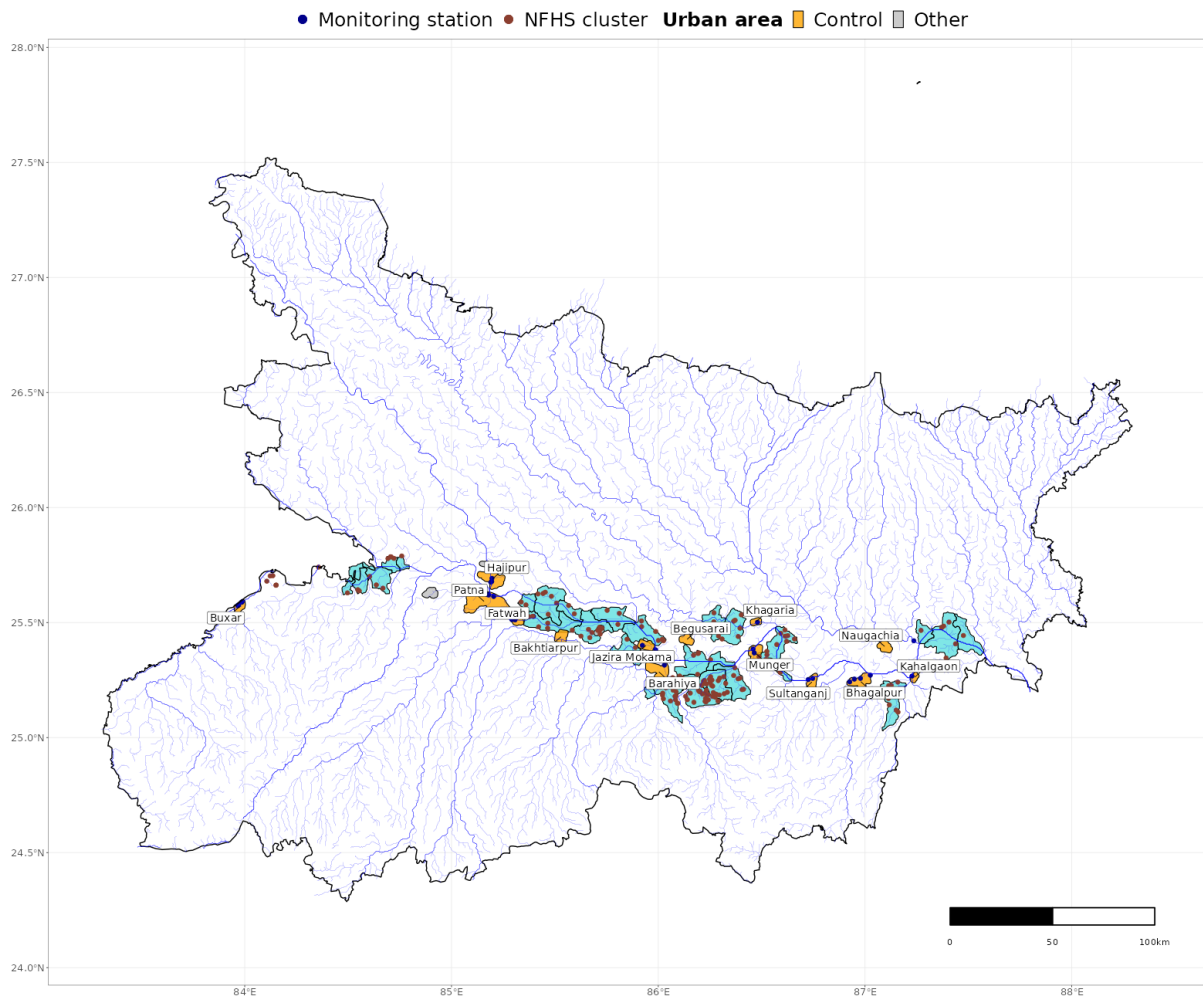 Monitoring station NFHS cluster Urban area Control Other
28.0°N
27.5°N
27.0°N
26.5°N
26.0°N
25.5°N
25.0°N
24.5°N
24.0°N
Hajipur
Patna
Buxar
Fatwah
Bakhtiarpur
Khagaria
Begusarai
Jazira Mokama
Munger
Barahiya
Sultanganj
Naugachia
Kahalgaon
Bhagalpur
0 50 100km
84°E 85°E 86°E 87°E 88°E